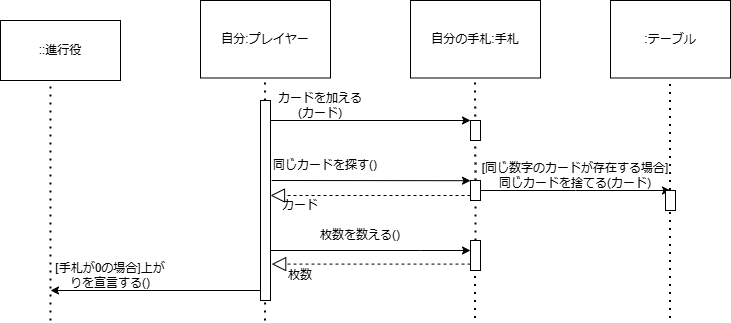 ::進行役
自分:プレイヤー
自分の手札:手札
:テーブル
カードを加える
(カード)
同じカードを探す()
[同じ数字のカードが存在する場合]
同じカードを捨てる(カード)
カード
枚数を数える()
枚数
[手札が0の場合]上が
りを宣言する()